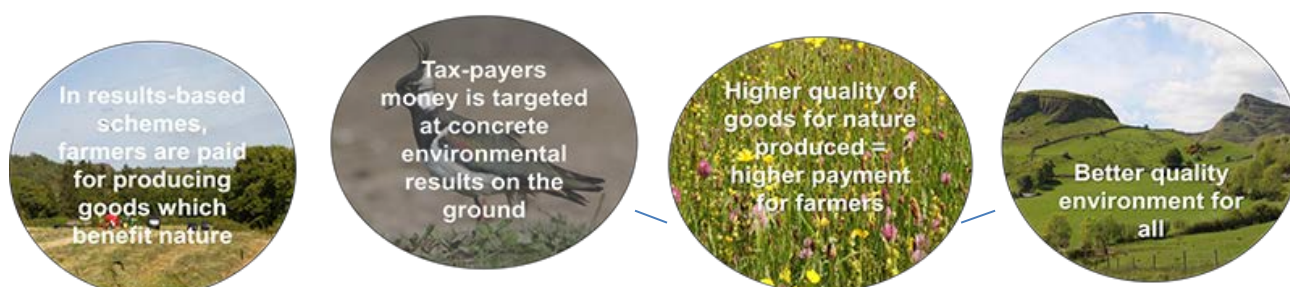 In results-based
schemes,
farmers are paid
for producing
goods which
benefit nature
Tax-payers
money is targeted
at concrete
environmental
results on the
ground
Higher quality of
goods for nature
produced =
higher payment
for farmers
Better quality
environment for
all